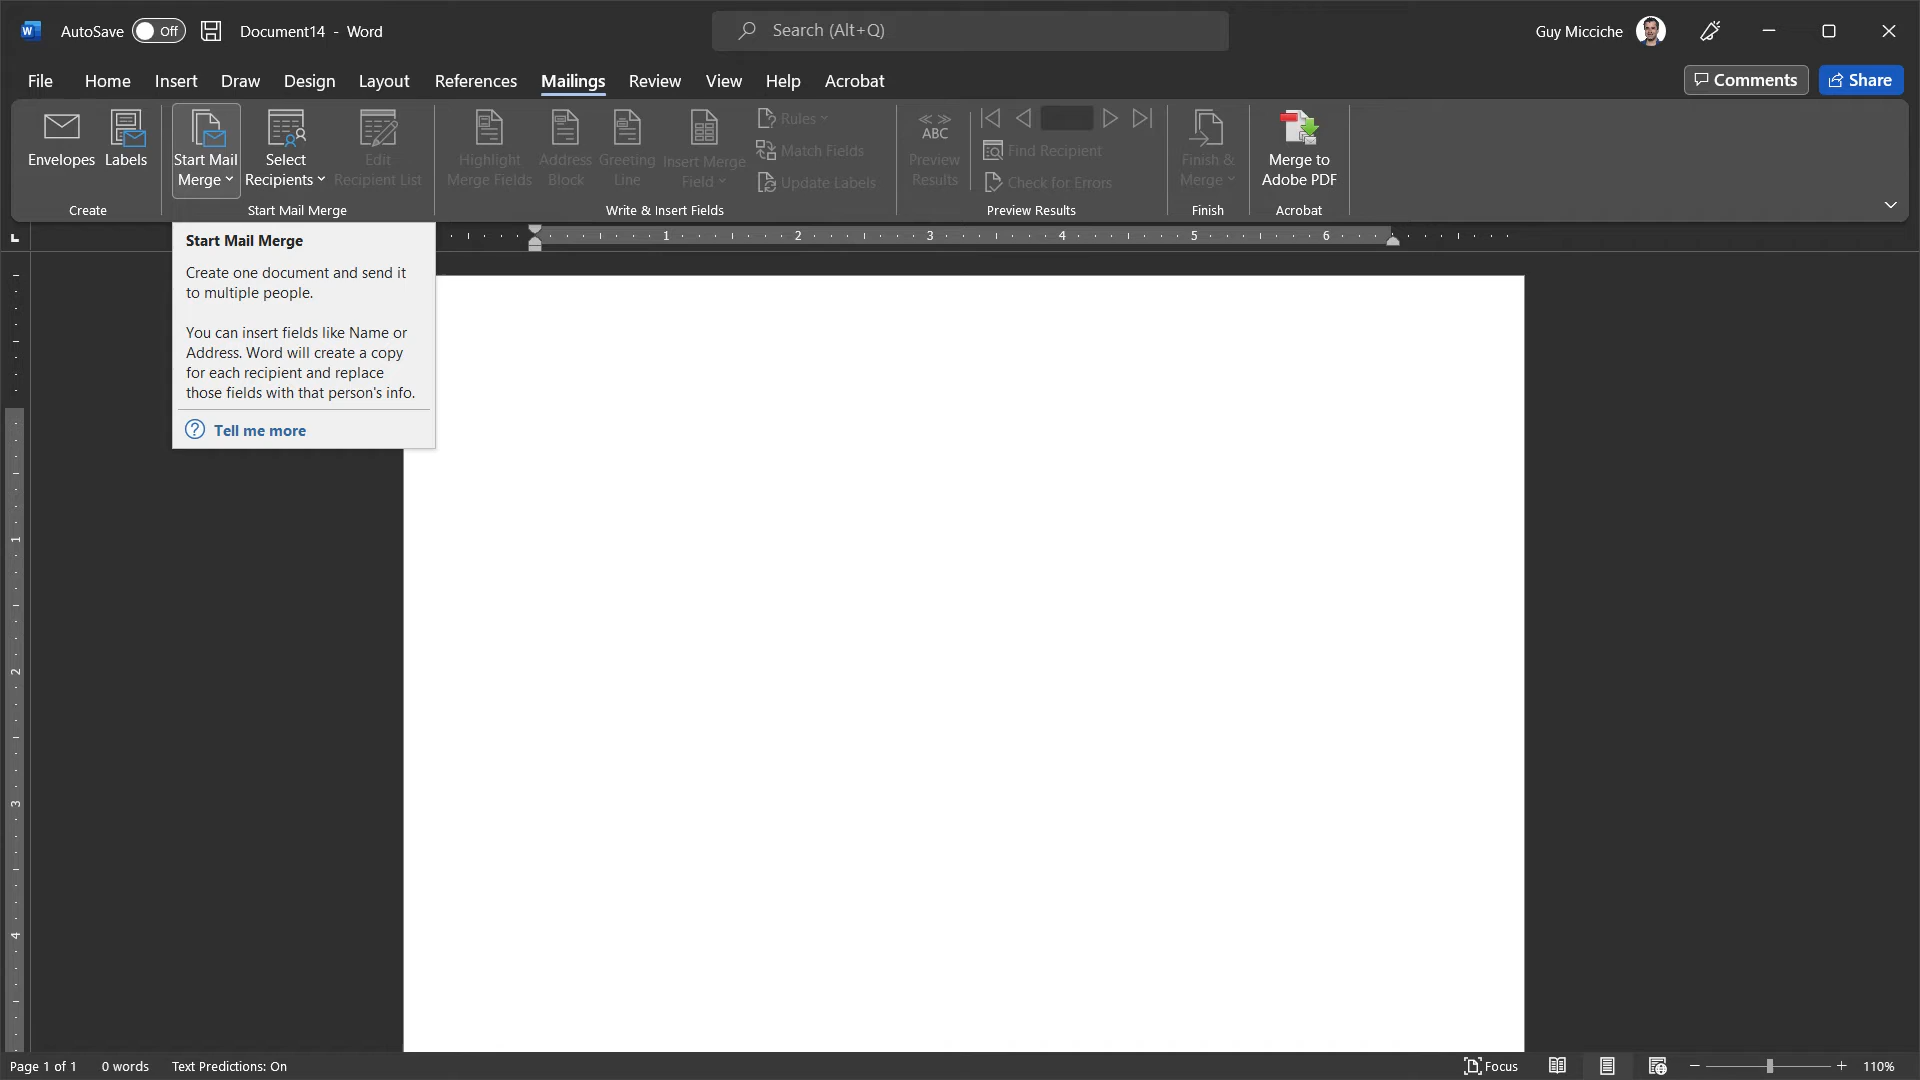 AutoSave Off Document14 - Word Search (Alt+Q) Guy Micciche
File Home Insert Draw Design Layout References Mailings Review View Help Acrobat Comments Share
Envelopes
Labels
Create
Start Mail
Merge
Select
Recipients
Edit
Recipient List
Start Mail Merge
Highlight
Merge Fields
Address
Block
Greeting
Line
Insert Merge
Field
Rules
Match Fields
Update Labels
Write & Insert Fields
ABC
Preview
Results
Find Recipient
Check for Errors
Preview Results
Finish &
Merge
Finish
Merge to
Adobe PDF
Acrobat
1 2 3 4 5 6
Start Mail Merge
Create one document and send it
to multiple people.
You can insert fields like Name or
Address. Word will create a copy
for each recipient and replace
those fields with that person's info.
Tell me more
1
2
3
4
Page 1 of 1 0 words Text Predictions: On Focus 110%